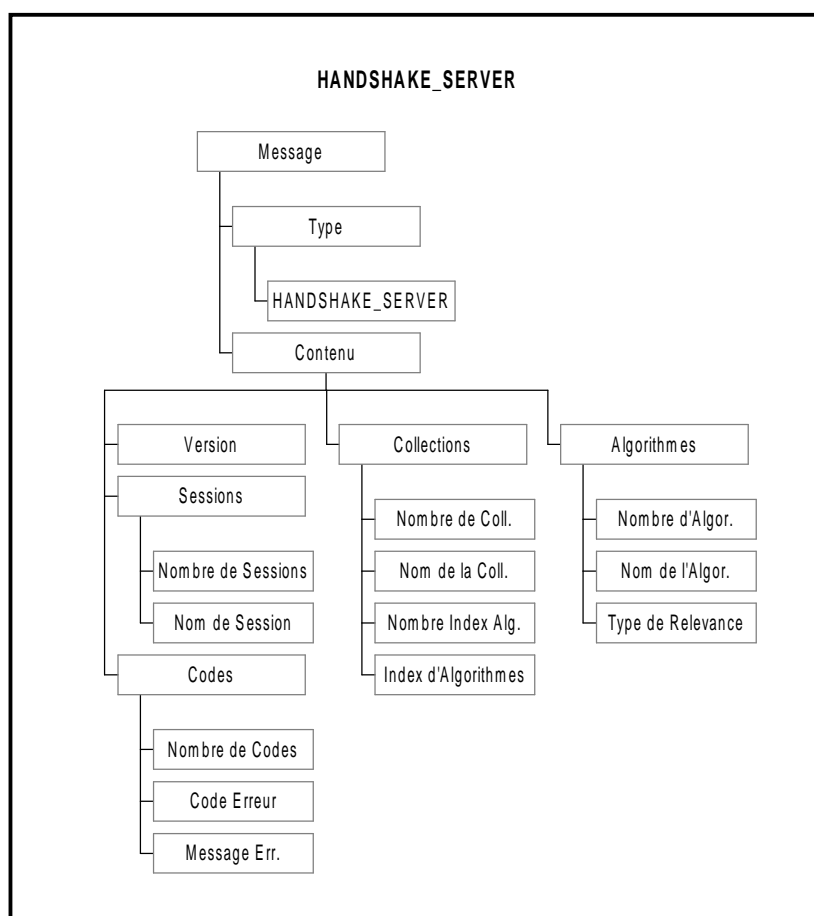 HANDSHAKE_SERVER
Message
Type
HANDSHAKE_SERVER
Contenu
Version
Sessions
Nombre de Sessions
Nom de Session
Codes
Nombre de Codes
Code Erreur
Message Err.
Collections
Nombre de Coll.
Nom de la Coll.
Nombre Index Alg.
Index d'Algorithmes
Algorithmes
Nombre d'Algor.
Nom de l'Algor.
Type de Relevance